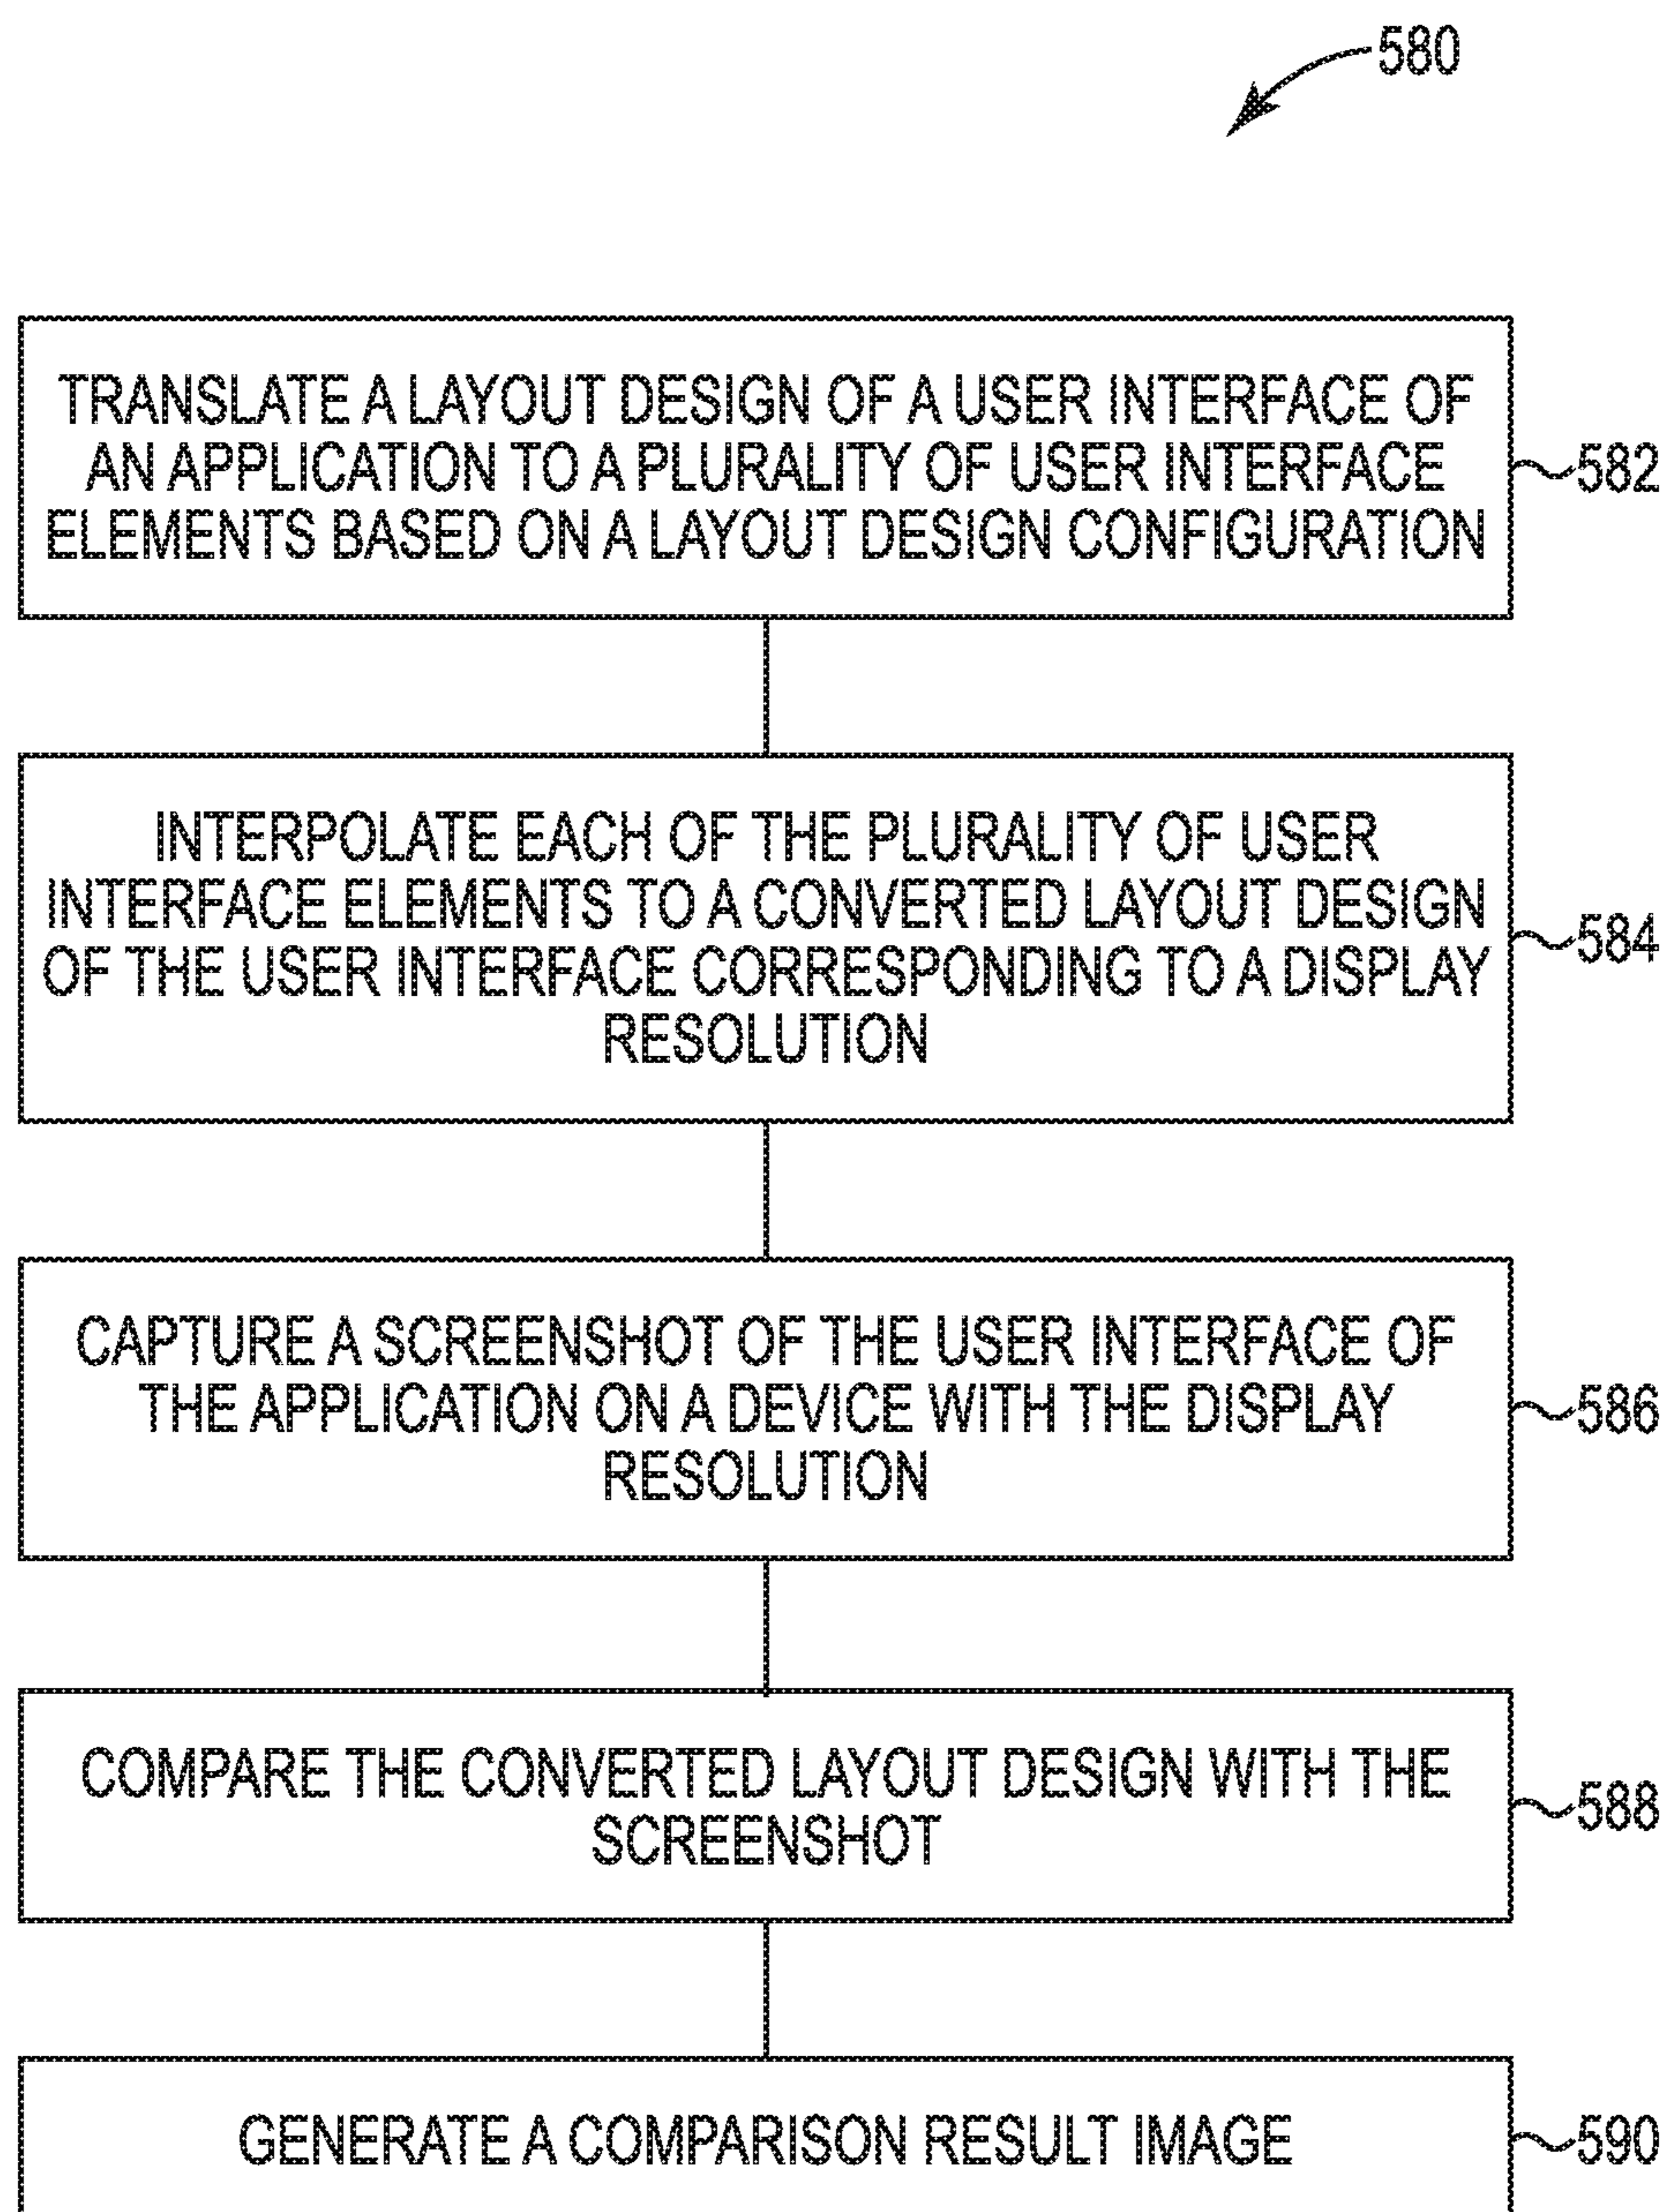 580
TRANSLATE A LAYOUT DESIGN OF A USER INTERFACE OF
AN APPLICATION TO A PLURALITY OF USER INTERFACE
ELEMENTS BASED ON A LAYOUT DESIGN CONFIGURATION
582
INTERPOLATE EACH OF THE PLURALITY OF USER
INTERFACE ELEMENTS TO A CONVERTED LAYOUT DESIGN
OF THE USER INTERFACE CORRESPONDING TO A DISPLAY
RESOLUTION
584
CAPTURE A SCREENSHOT OF THE USER INTERFACE OF
THE APPLICATION ON A DEVICE WITH THE DISPLAY
RESOLUTION
586
COMPARE THE CONVERTED LAYOUT DESIGN WITH THE
SCREENSHOT
588
GENERATE A COMPARISON RESULT IMAGE
590